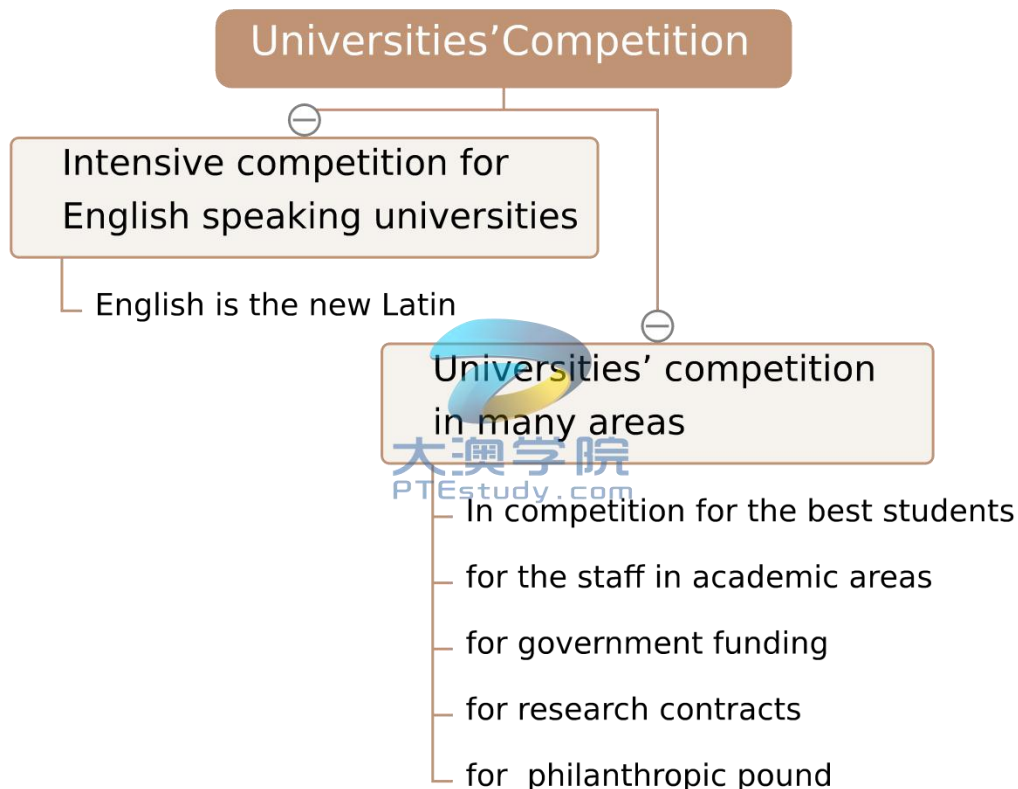 Universities’Competition
Intensive competition for
English speaking universities
English is the new Latin
Universities’ competition
in many areas
大澳学院
PTEstudy.com
In competition for the best students
for the staff in academic areas
for government funding
for research contracts
for philanthropic pound